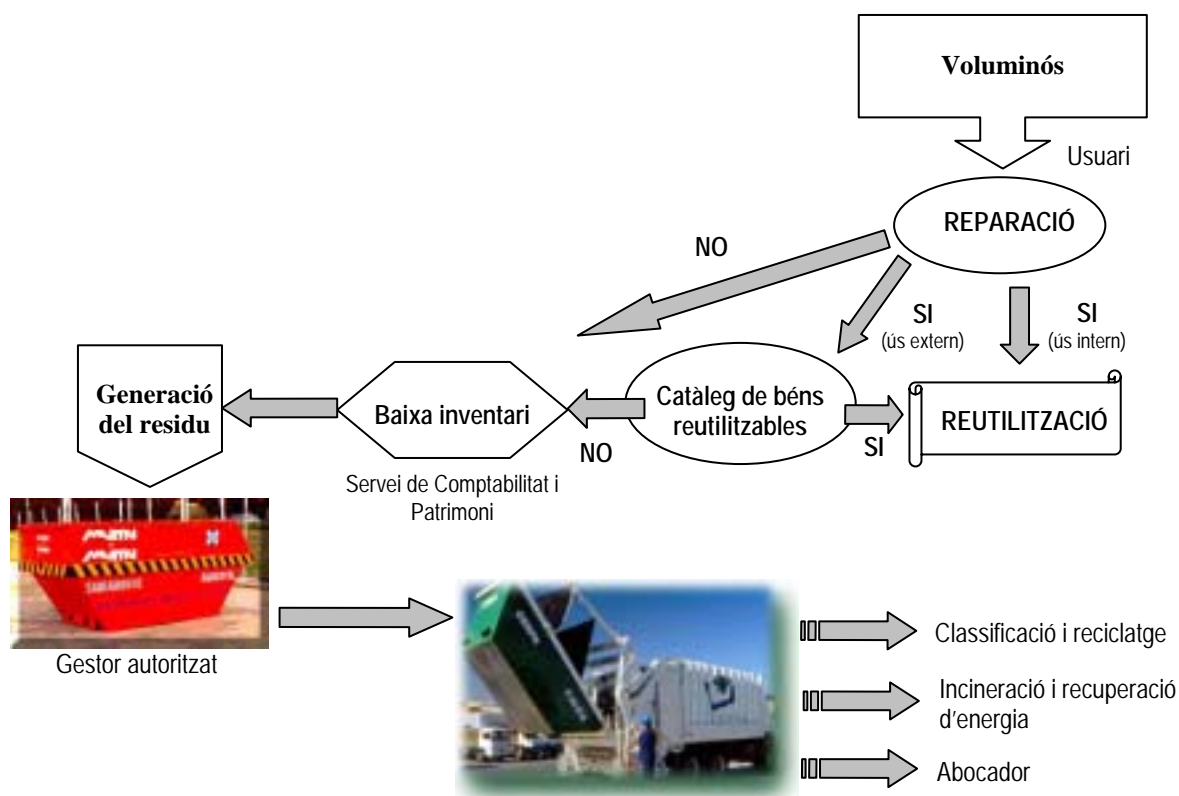 Voluminós
Usuari
REPARACIÓ
NO
SI
(ús extern)
SI
(ús intern)
Generació
del residu
Baixa inventari
Catàleg de béns
reutilitzables
REUTILITZACIÓ
NO
SI
Servei de Comptabilitat i
Patrimoni
Gestor autoritzat
Classificació i reciclatge
Incineració i recuperació
d'energia
Abocador